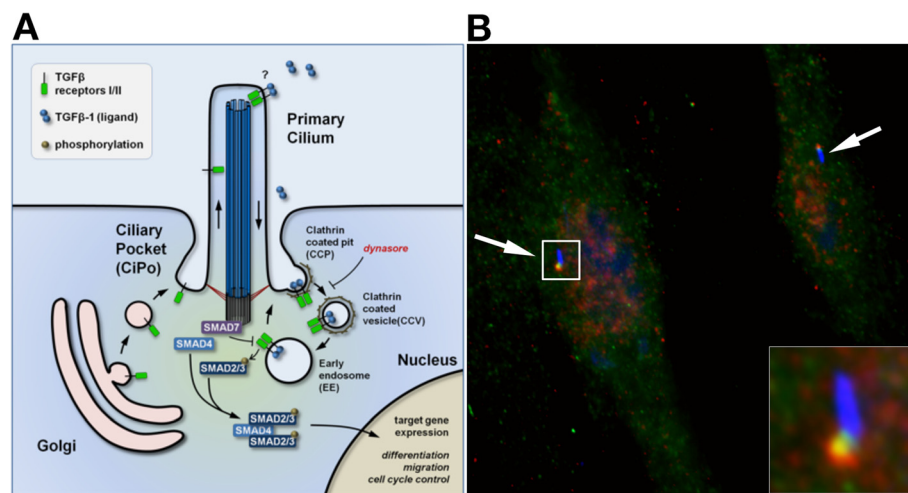 A
TGFβ
receptors I/II
TGFβ-1 (ligand)
phosphorylation
?
Primary
Cilium
Ciliary
Pocket
(CiPo)
Clathrin
coated pit
(CCP)
dynasore
Clathrin
coated
vesicle(CCV)
SMAD7
SMAD4
SMAD2/3
Early
endosome
(EE)
Nucleus
Golgi
SMAD2/3
SMAD4
SMAD2/3
target gene
expression
differentiation
migration
cell cycle control
B